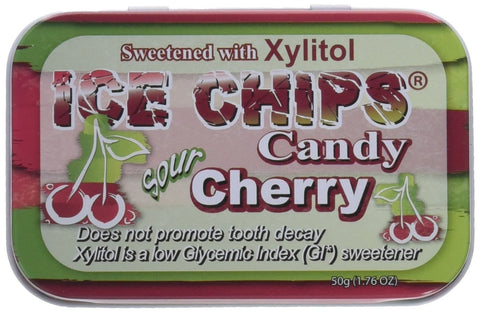 Sweetened with Xylitol
ICE CHIPS®
Candy
sour Cherry
Does not promote tooth decay
Xylitol is a low Glycemic Index (GI*) sweetener
50g (1.76 OZ)